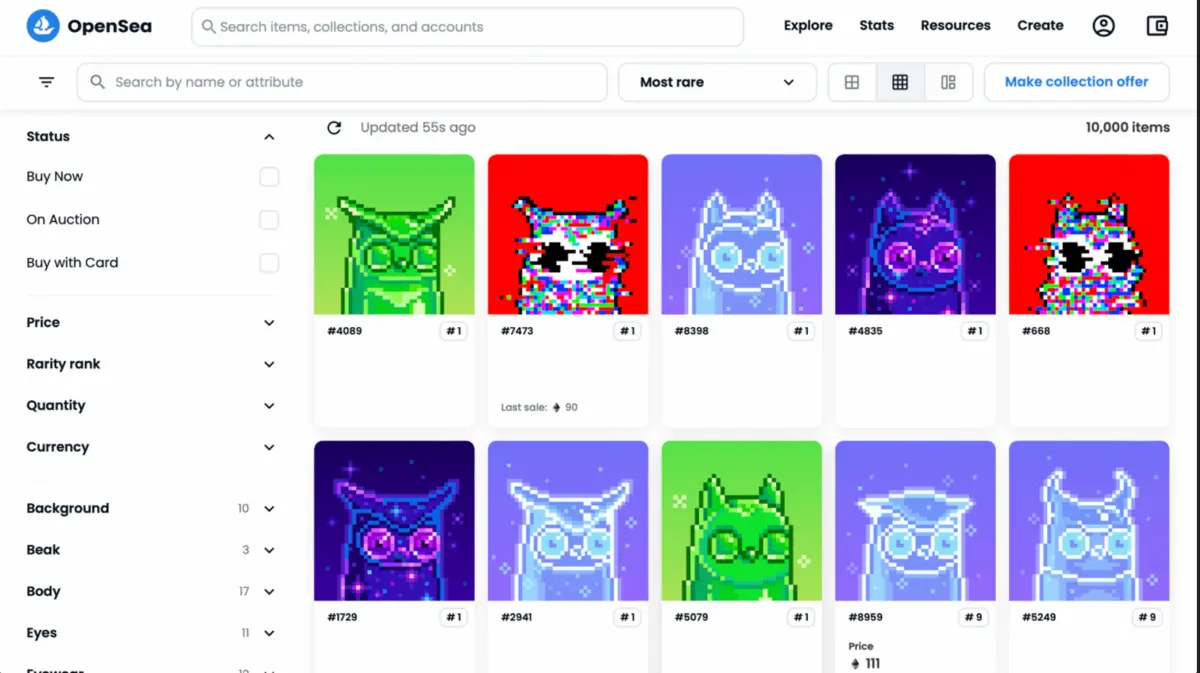 OpenSea
Search items, collections, and accounts
Explore
Stats
Resources
Create
Search by name or attribute
Most rare
Make collection offer
Status
Buy Now
On Auction
Buy with Card
Price
Rarity rank
Quantity
Currency
Background 10
Beak 3
Body 17
Eyes 11
Updated 55s ago
10,000 items
#4089 #1
#7473 #1
Last sale: 90
#8398 #1
#4835 #1
#668 #1
#1729 #1
#2941 #1
#5079 #1
#8959 #9
Price
111
#5249 #9